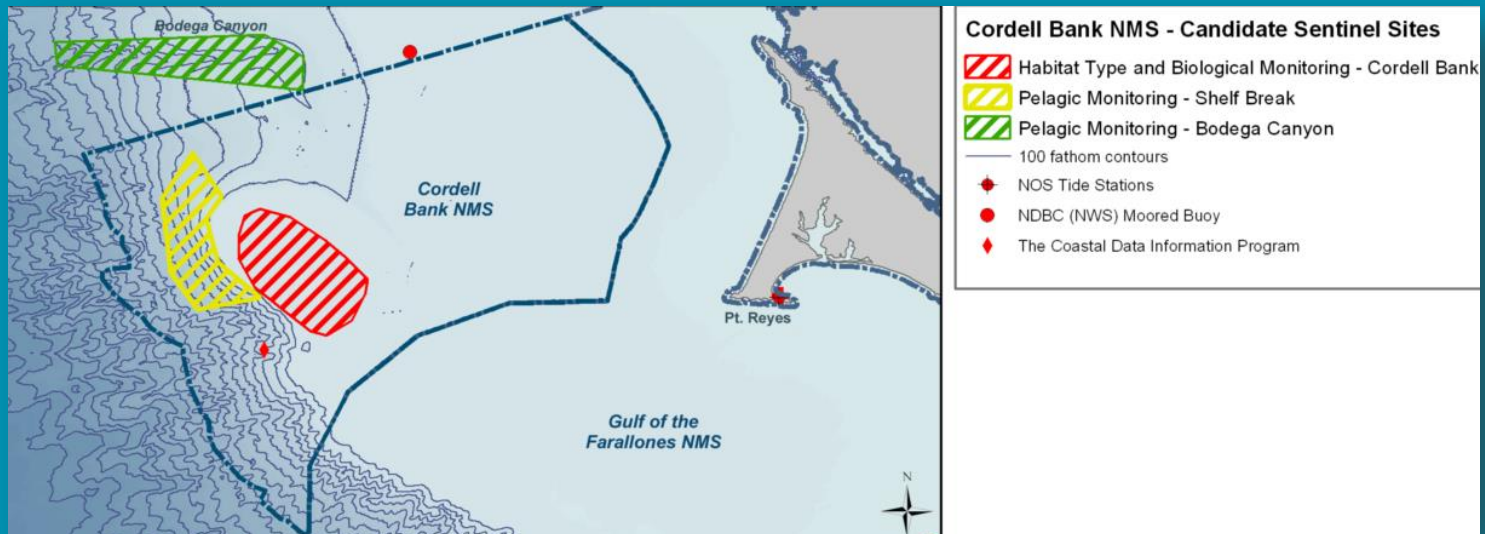 Bodega Canyon
Cordell
Bank NMS
Pt. Reyes
Gulf of the
Farallones NMS
N
Cordell Bank NMS - Candidate Sentinel Sites
Habitat Type and Biological Monitoring - Cordell Bank
Pelagic Monitoring - Shelf Break
Pelagic Monitoring - Bodega Canyon
100 fathom contours
NOS Tide Stations
NDBC (NWS) Moored Buoy
The Coastal Data Information Program